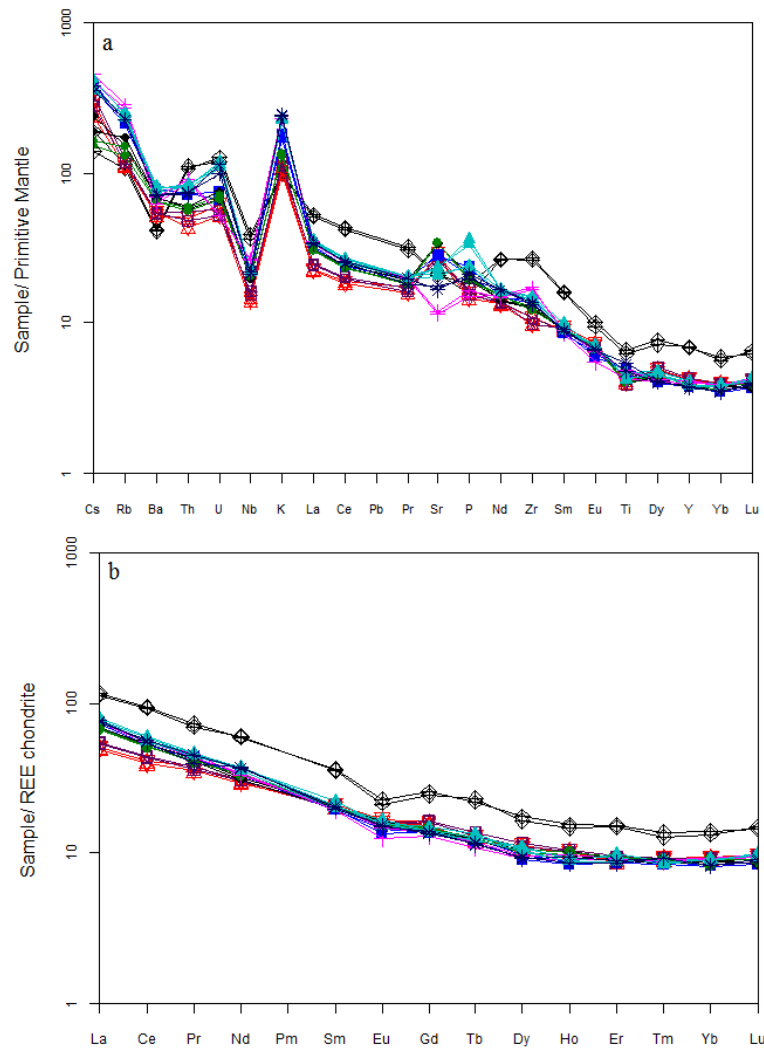 1000
a
100
Sample/ Primitive Mantle
10
1
Cs Rb Ba Th U Nb K La Ce Pb Pr Sr P Nd Zr Sm Eu Ti Dy Y Yb Lu
1000
b
100
Sample/ REE chondrite
10
1
La Ce Pr Nd Pm Sm Eu Gd Tb Dy Ho Er Tm Yb Lu